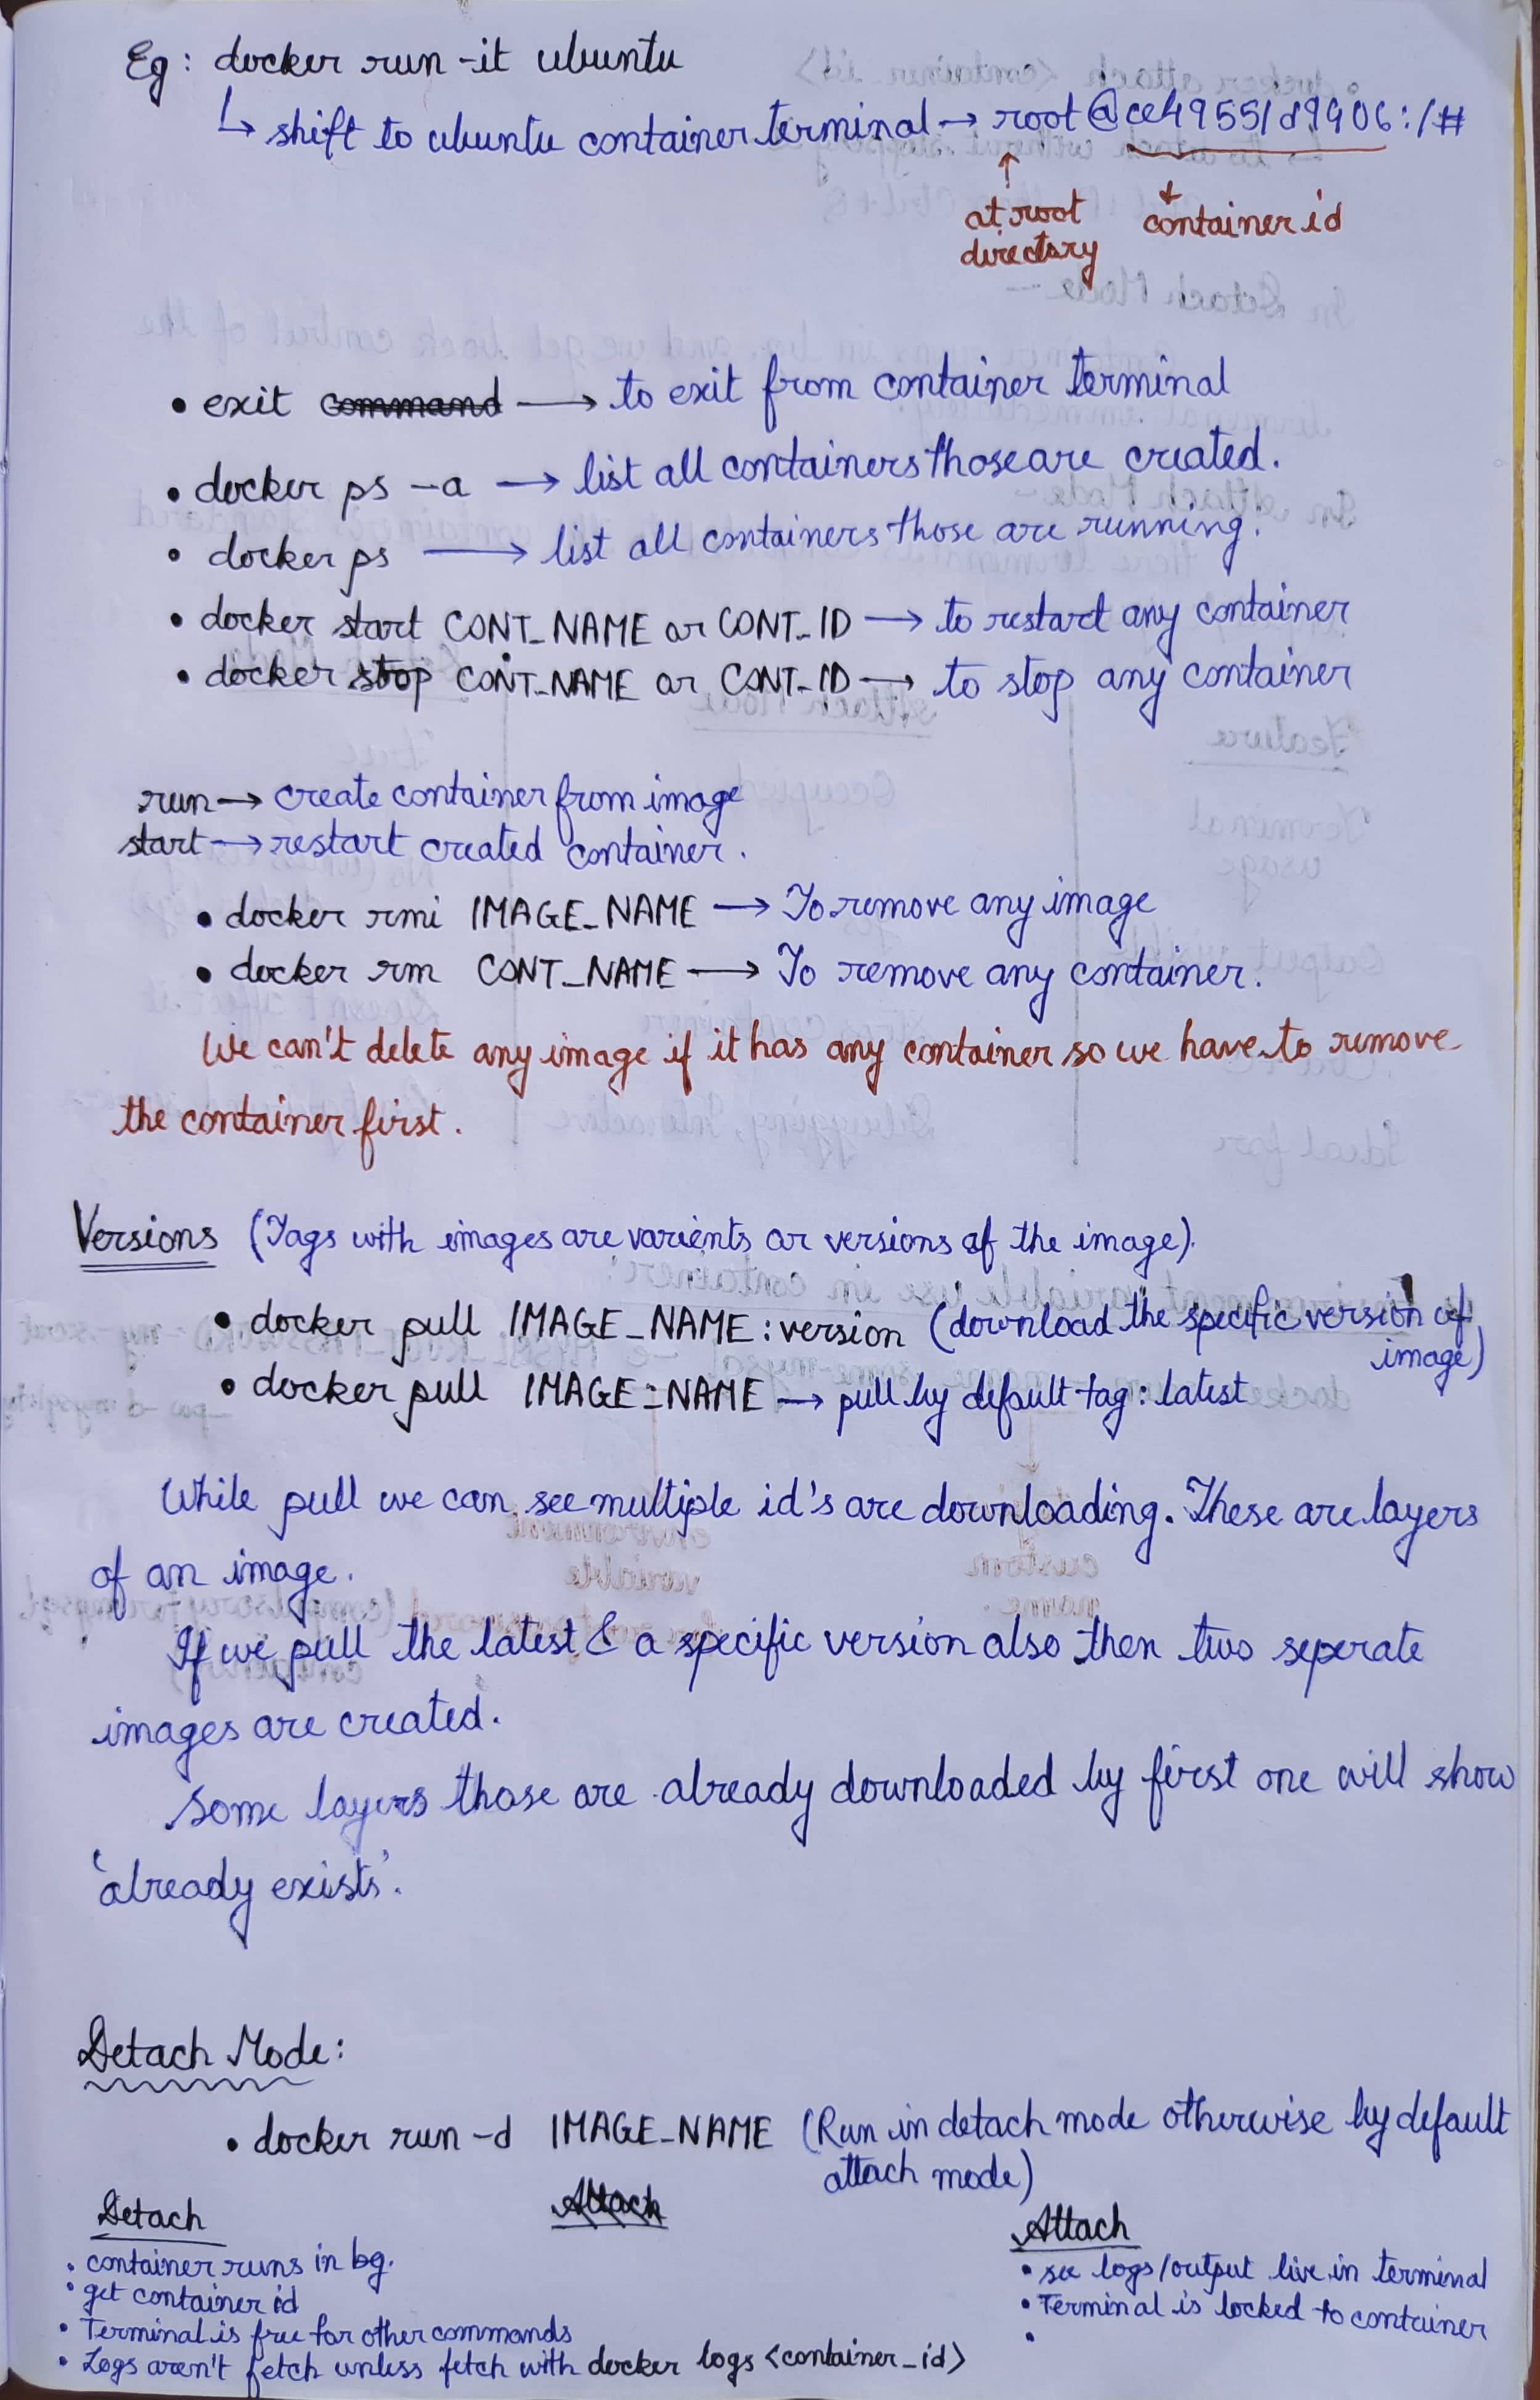 Eg: docker run -it ubuntu
↳ shift to ubuntu container terminal → root@ce49551d9906:/#
↑ at root directory
↓ container id
• exit command → to exit from container terminal
• docker ps -a → list all containers those are created.
• docker ps → list all containers those are running.
• docker start CONT_NAME or CONT_ID → to restart any container
• docker stop CONT_NAME or CONT_ID → to stop any container
run → create container from image
start → restart created container.
• docker rmi IMAGE_NAME → To remove any image
• docker rm CONT_NAME → To remove any container.
We can't delete any image if it has any container so we have to remove
the container first.
Versions (Tags with images are varients or versions of the image).
• docker pull IMAGE_NAME:version (download the specific version of
image)
• docker pull IMAGE_NAME → pull by default tag: latest
While pull we can see multiple id's are downloading. These are layers
of an image.
If we pull the latest & a specific version also then two seperate
images are created.
Some layers those are already downloaded by first one will show
'already exists'.
Detach Mode:
• docker run -d IMAGE_NAME (Run in detach mode otherwise by default
attach mode)
Detach
Attach
• container runs in bg.
• get container id
• Terminal is free for other commands
• Logs aren't fetch unless fetch with docker logs <container_id>
Attach
• see logs/output live in terminal
• Terminal is locked to container
•